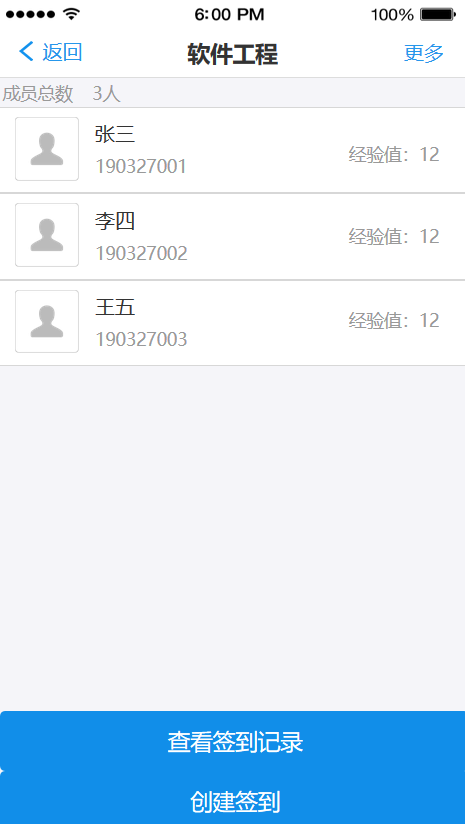 6:00 PM 100%
返回 软件工程 更多
成员总数 3人
张三
190327001 经验值：12
李四
190327002 经验值：12
王五
190327003 经验值：12
查看签到记录
创建签到